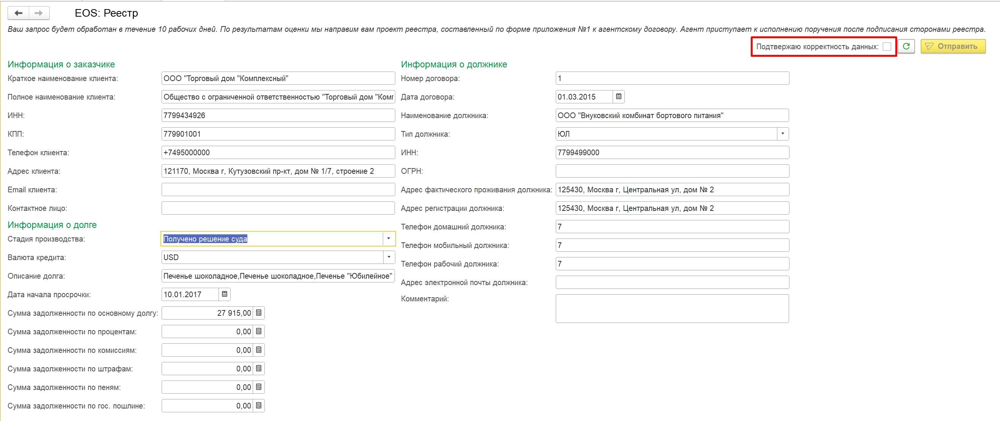 EOS: Реестр
Ваш запрос будет обработан в течение 10 рабочих дней. По результатам оценки мы направим вам проект реестра, составленный по форме приложения №1 к агентскому договору. Агент приступает к исполнению поручения после подписания сторонами реестра.
Подтвержаю корректность данных:
Отправить
Информация о заказчике
Краткое наименование клиента: ООО "Торговый дом "Комплексный"
Полное наименование клиента: Общество с ограниченной ответственностью "Торговый дом "Комп
ИНН: 7799434926
КПП: 779901001
Телефон клиента: +7495000000
Адрес клиента: 121170, Москва г, Кутузовский пр-кт, дом № 1/7, строение 2
Email клиента:
Контактное лицо:
Информация о долге
Стадия производства: Получено решение суда
Валюта кредита: USD
Описание долга: Печенье шоколадное,Печенье шоколадное,Печенье "Юбилейное"
Дата начала просрочки: 10.01.2017
Сумма задолженности по основному долгу: 27 915,00
Сумма задолженности по процентам: 0,00
Сумма задолженности по комиссиям: 0,00
Сумма задолженности по штрафам: 0,00
Сумма задолженности по пеням: 0,00
Сумма задолженности по гос. пошлине: 0,00
Информация о должнике
Номер договора: 1
Дата договора: 01.03.2015
Наименование должника: ООО "Внуковский комбинат бортового питания"
Тип должника: ЮЛ
ИНН: 7799499000
ОГРН:
Адрес фактического проживания должника: 125430, Москва г, Центральная ул, дом № 2
Адрес регистрации должника: 125430, Москва г, Центральная ул, дом № 2
Телефон домашний должника: 7
Телефон мобильный должника: 7
Телефон рабочий должника: 7
Адрес электронной почты должника:
Комментарий: